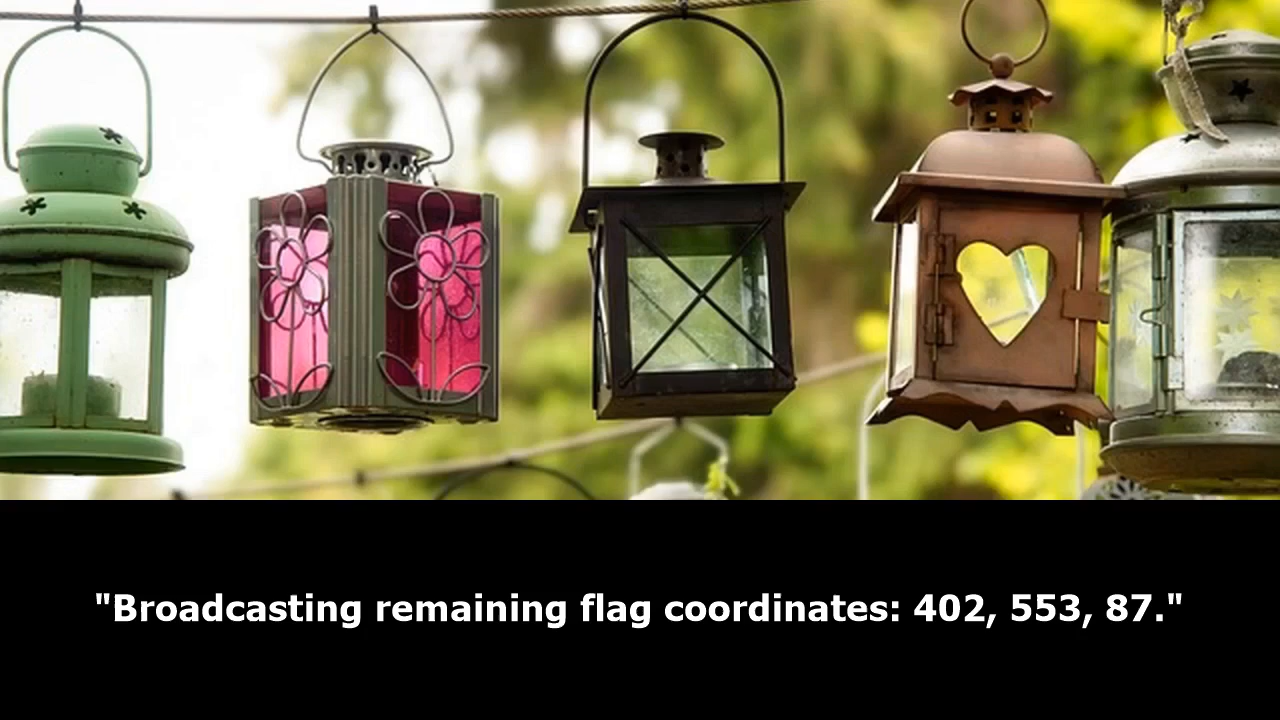 "Broadcasting remaining flag coordinates: 402, 553, 87."